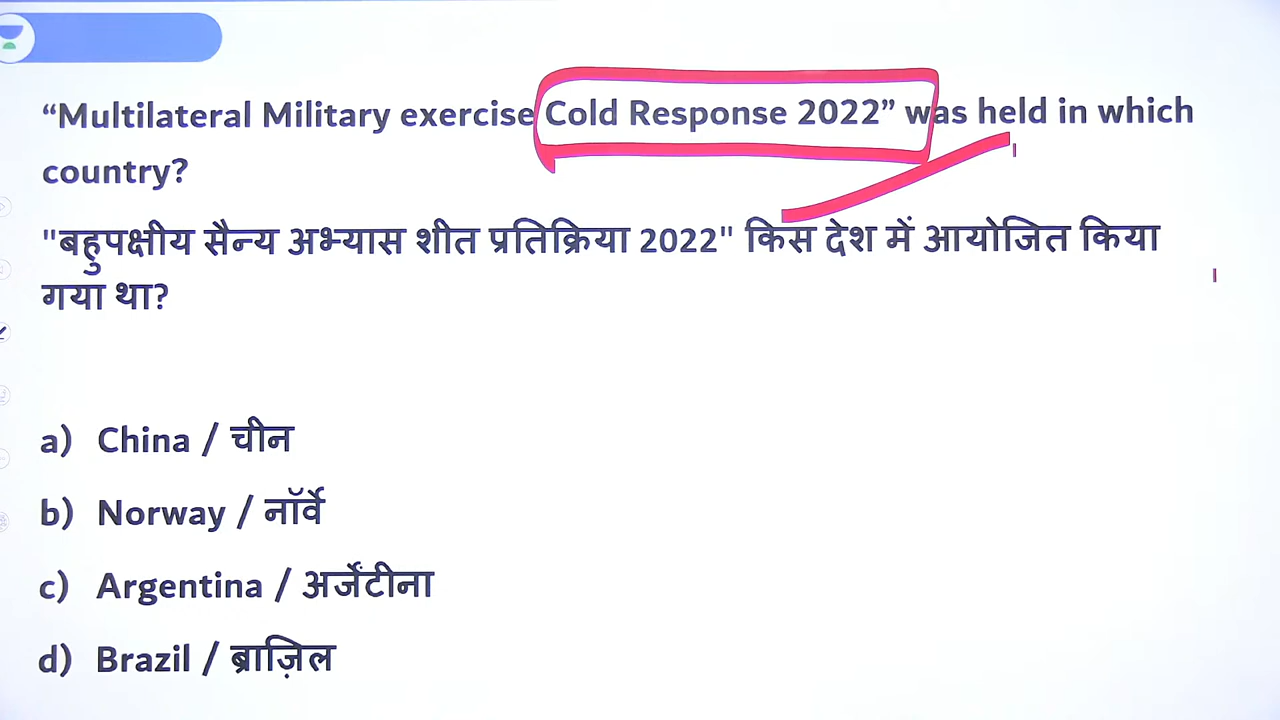 “Multilateral Military exercise Cold Response 2022” was held in which
country?
"बहुपक्षीय सैन्य अभ्यास शीत प्रतिक्रिया 2022" किस देश में आयोजित किया
गया था?
a) China / चीन
b) Norway / नॉर्वे
c) Argentina / अर्जेंटीना
d) Brazil / ब्राज़िल